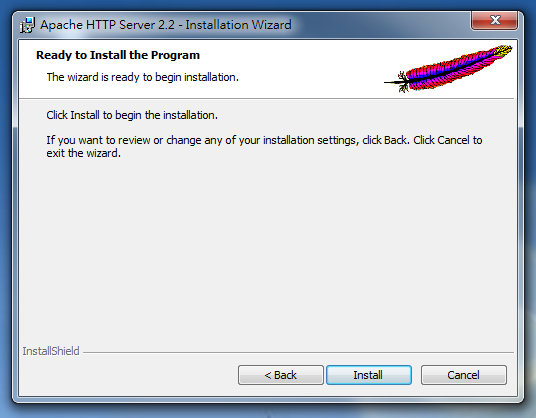 Apache HTTP Server 2.2 - Installation Wizard
Ready to Install the Program
The wizard is ready to begin installation.
Click Install to begin the installation.
If you want to review or change any of your installation settings, click Back. Click Cancel to
exit the wizard.
InstallShield
< Back Install Cancel